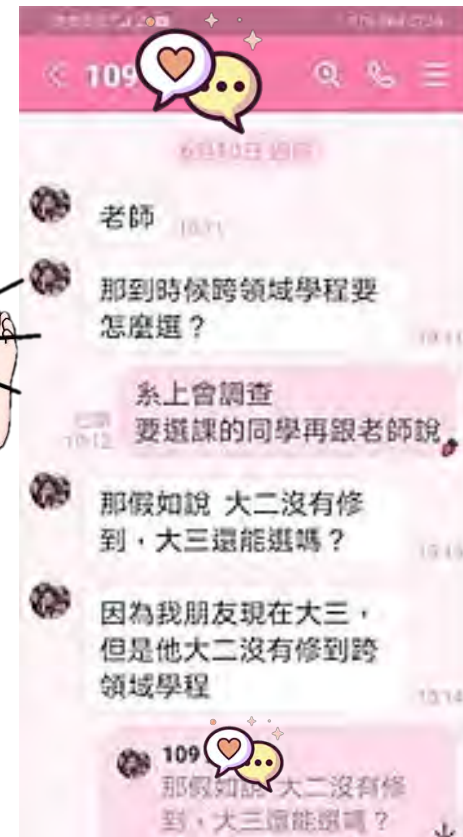 109
老師
那到時候跨領域學程要
怎麼選？
系上會調查
要選課的同學再跟老師說
那假如說 大二沒有修
到，大三還能選嗎？
因為我朋友現在大三，
但是他大二沒有修到跨
領域學程
109
那假如說 大二沒有修
到，大三還能選嗎？